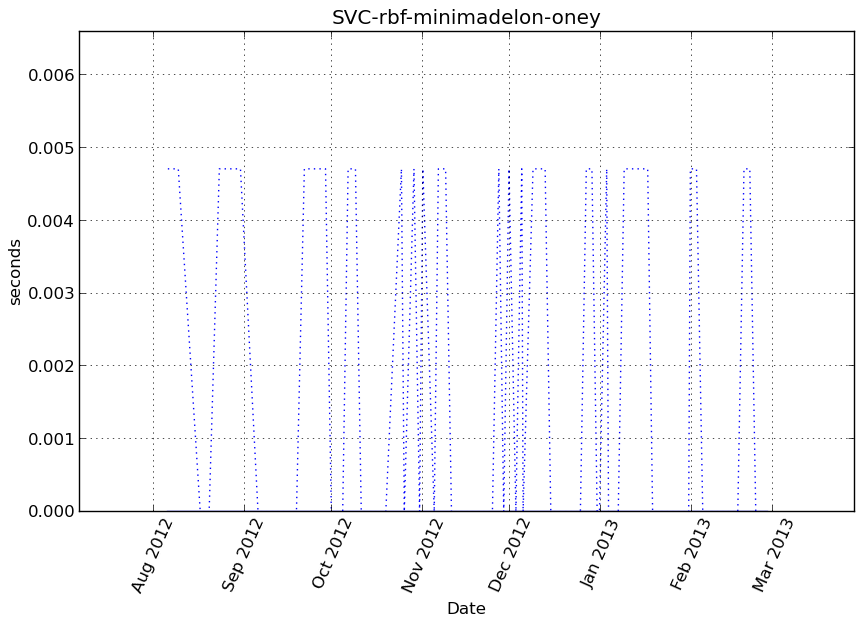 SVC-rbf-minimadelon-oney
0.006
0.005
0.004
0.003
0.002
0.001
0.000
seconds
Aug 2012
Sep 2012
Oct 2012
Nov 2012
Dec 2012
Jan 2013
Feb 2013
Mar 2013
Date